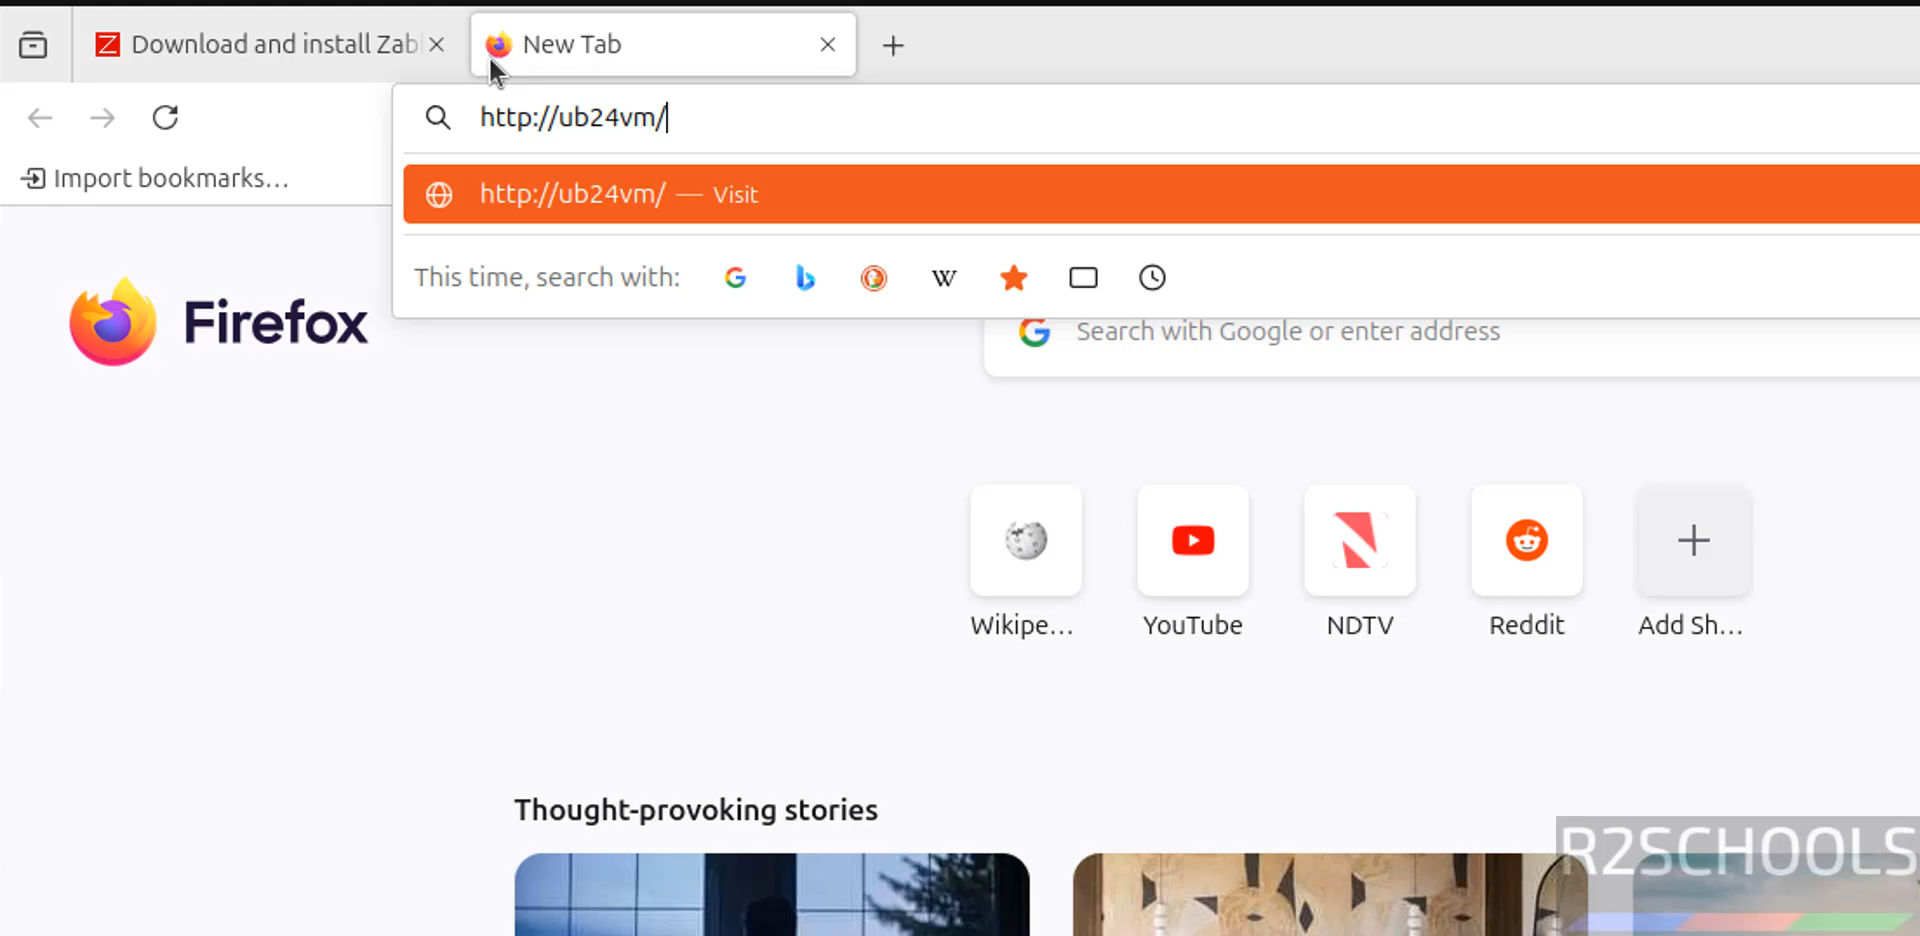 Download and install Zab
New Tab
http://ub24vm/
http://ub24vm/ — Visit
Import bookmarks...
This time, search with:
Firefox
Search with Google or enter address
Wikipe...
YouTube
NDTV
Reddit
Add Sh...
Thought-provoking stories
R2SCHOOLS